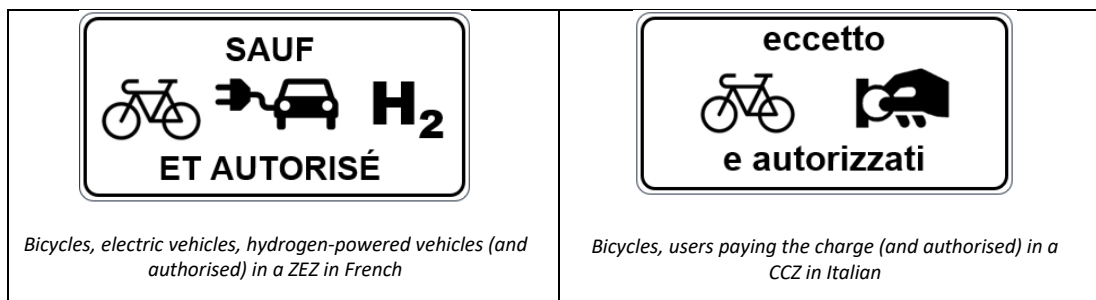 SAUF
H₂
ET AUTORISÉ
Bicycles, electric vehicles, hydrogen-powered vehicles (and
authorised) in a ZEZ in French
eccetto
e autorizzati
Bicycles, users paying the charge (and authorised) in a
CCZ in Italian